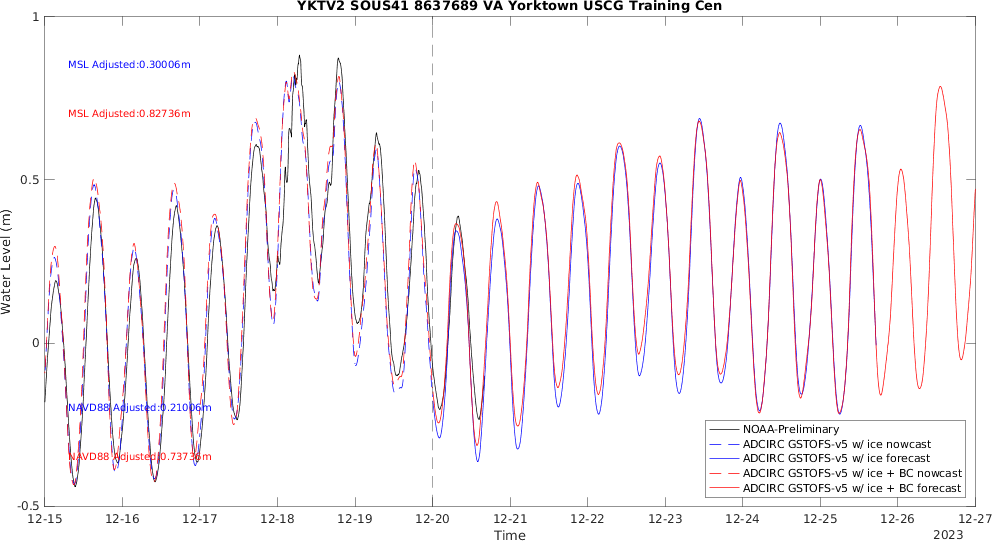 YKTV2 SOUS41 8637689 VA Yorktown USCG Training Cen
1
MSL Adjusted:0.30006m
MSL Adjusted:0.82736m
0.5
Water Level (m)
0
NAVD88 Adjusted:0.21006m
NAVD88 Adjusted:0.73736m
-0.5
NOAA-Preliminary
ADCIRC GSTOFS-v5 w/ ice nowcast
ADCIRC GSTOFS-v5 w/ ice forecast
ADCIRC GSTOFS-v5 w/ ice + BC nowcast
ADCIRC GSTOFS-v5 w/ ice + BC forecast
12-15 12-16 12-17 12-18 12-19 12-20 12-21 12-22 12-23 12-24 12-25 12-26 12-27
Time
2023